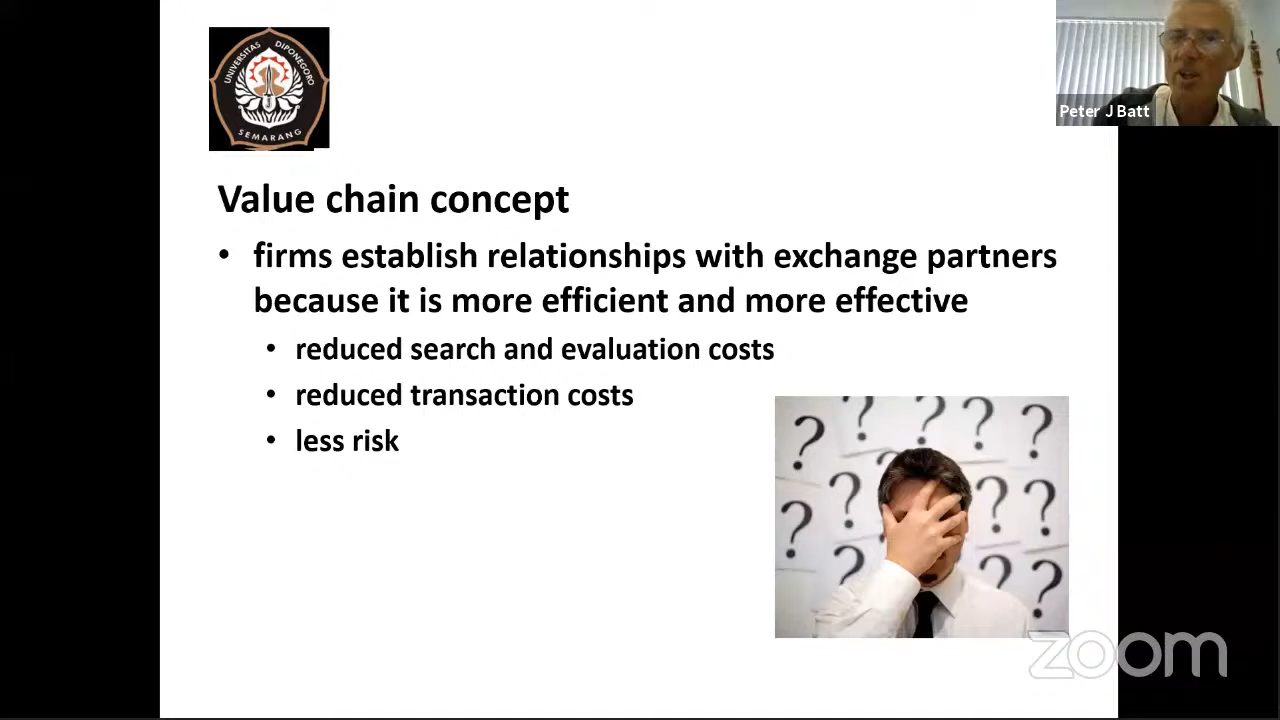 UNIVERSITAS DIPONEGORO
SEMARANG
Peter J Batt
Value chain concept
• firms establish relationships with exchange partners
because it is more efficient and more effective
• reduced search and evaluation costs
• reduced transaction costs
• less risk
? ? ? ?
? ? ? ?
? ? ? ?
zoom